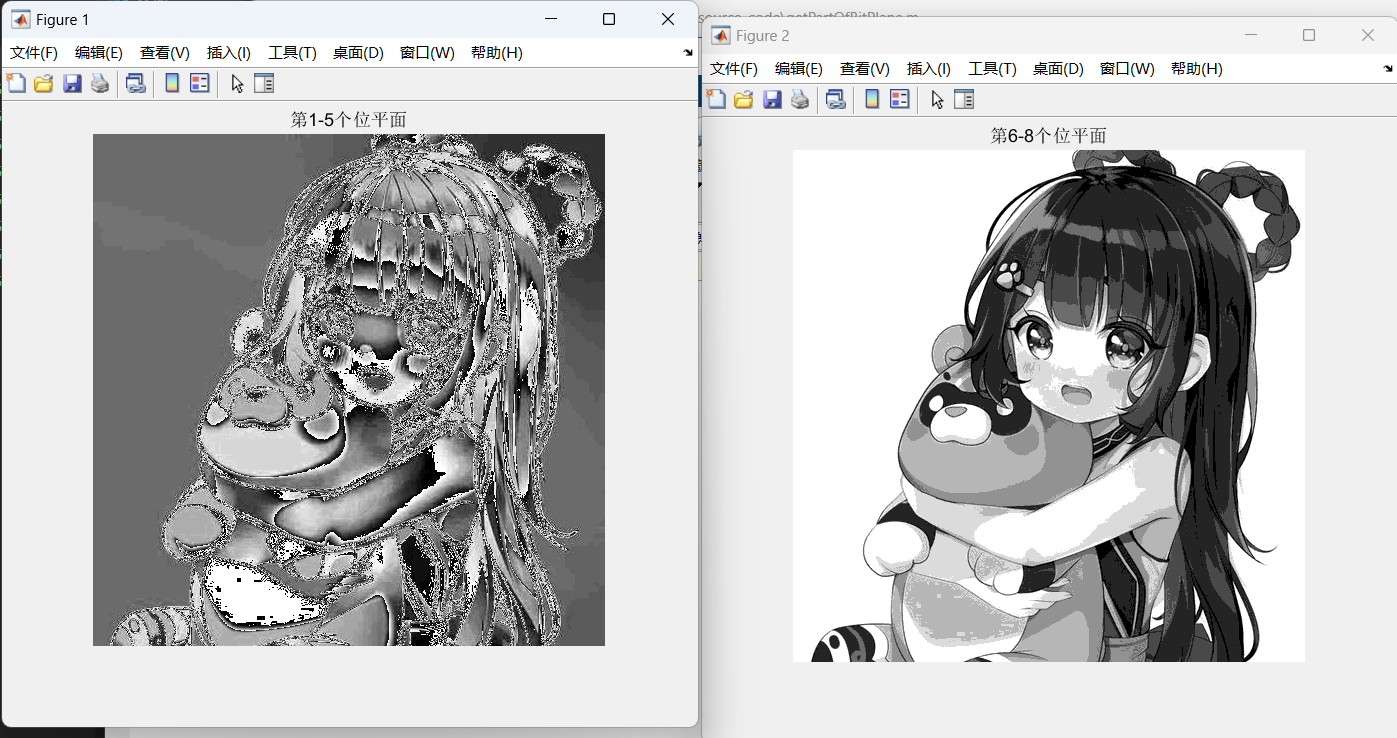 source_code\getPartOfBitPlane.m
Figure 1
文件(F) 编辑(E) 查看(V) 插入(I) 工具(T) 桌面(D) 窗口(W) 帮助(H)
第1-5个位平面
Figure 2
文件(F) 编辑(E) 查看(V) 插入(I) 工具(T) 桌面(D) 窗口(W) 帮助(H)
第6-8个位平面